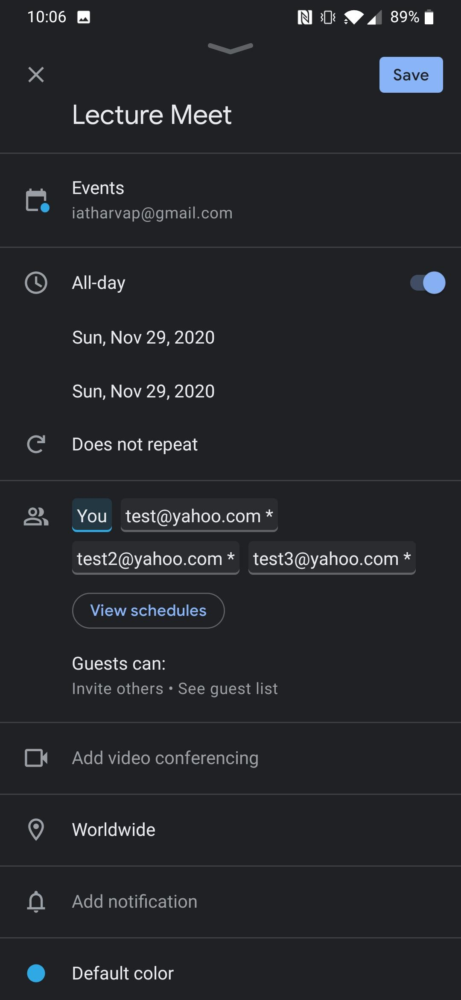 10:06 89%
Save
Lecture Meet
Events
iatharvap@gmail.com
All-day
Sun, Nov 29, 2020
Sun, Nov 29, 2020
Does not repeat
You test@yahoo.com *
test2@yahoo.com * test3@yahoo.com *
View schedules
Guests can:
Invite others • See guest list
Add video conferencing
Worldwide
Add notification
Default color